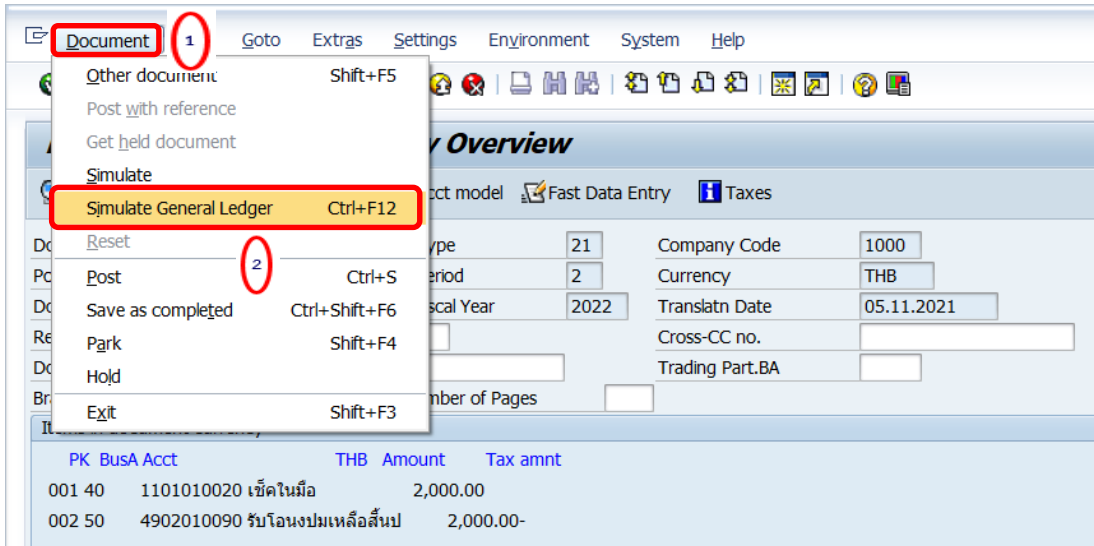 Document 1 Goto Extras Settings Environment System Help
Other document Shift+F5
Post with reference
Get held document
Overview
Simulate
Simulate General Ledger Ctrl+F12
cct model Fast Data Entry Taxes
Reset
ype 21 Company Code 1000
2
Post Ctrl+S
eriod 2 Currency THB
Save as completed Ctrl+Shift+F6
scal Year 2022 Translatn Date 05.11.2021
Park Shift+F4
Cross-CC no.
Hold
Trading Part.BA
mber of Pages
Exit Shift+F3
Items in document currency
PK BusA Acct THB Amount Tax amnt
001 40 1101010020 เช็คในมือ 2,000.00
002 50 4902010090 รับโอนงปมเหลือสิ้นป 2,000.00-